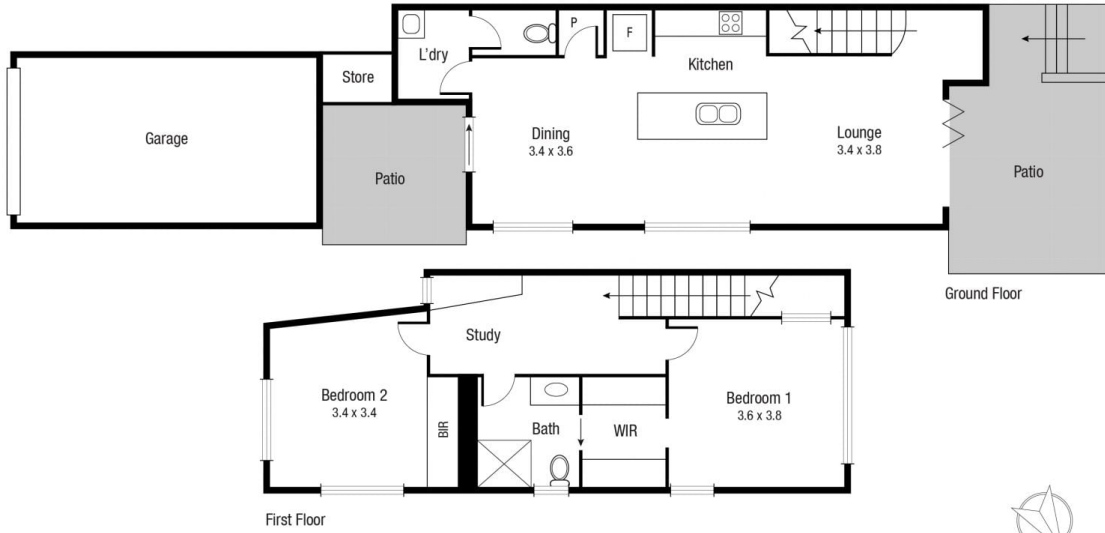 P
F
L'dry
Kitchen
Store
Garage
Dining
3.4 x 3.6
Lounge
3.4 x 3.8
Patio
Patio
Ground Floor
Study
Bedroom 2
3.4 x 3.4
BIR
Bath
WIR
Bedroom 1
3.6 x 3.8
First Floor